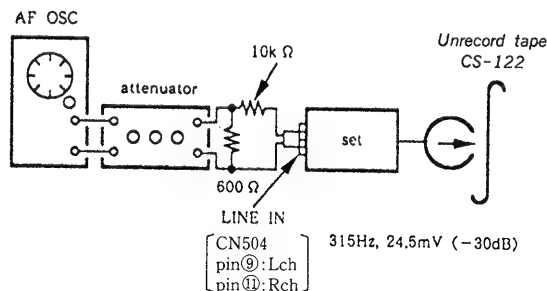 AF OSC
attenuator
10k Ω
600 Ω
set
Unrecord tape
CS-122
LINE IN
CN504
pin⑨:Lch
pin⑪:Rch
315Hz, 24.5mV (−30dB)